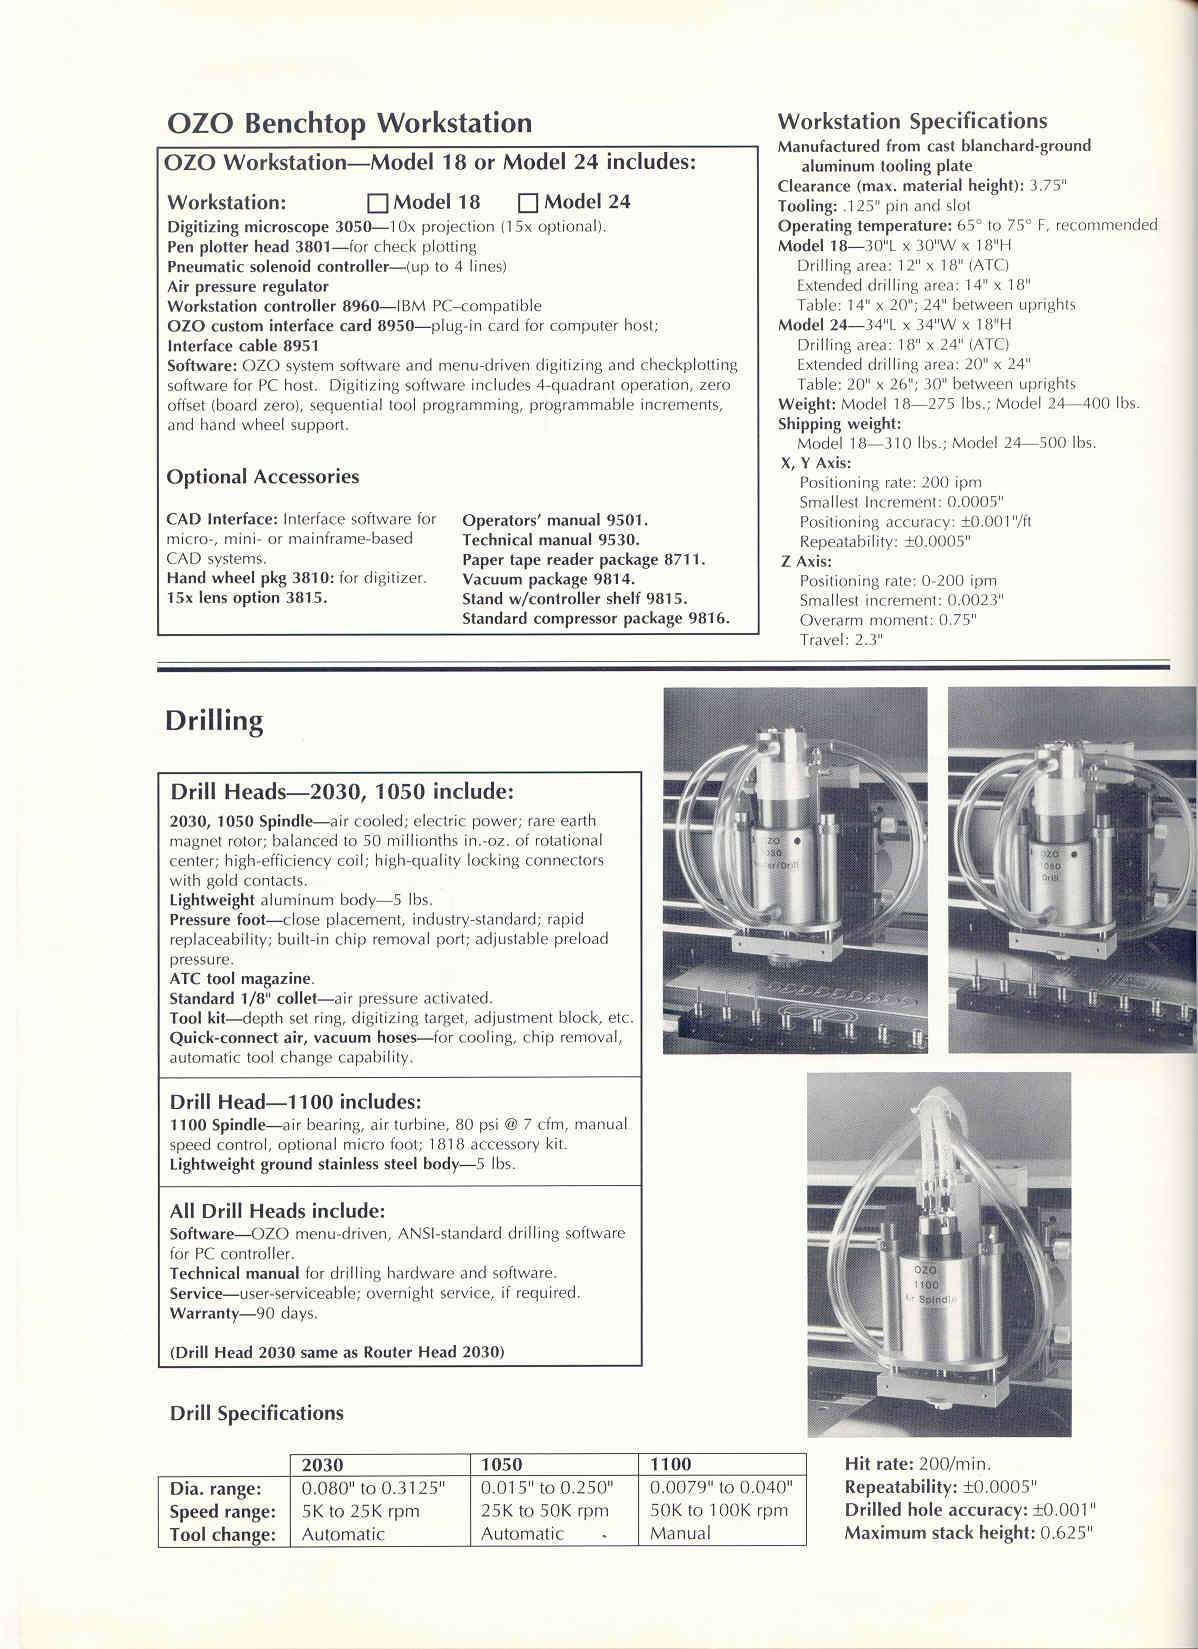 OZO Benchtop Workstation
OZO Workstation—Model 18 or Model 24 includes:
Workstation: Model 18 Model 24
Digitizing microscope 3050—10x projection (15x optional).
Pen plotter head 3801—for check plotting
Pneumatic solenoid controller—(up to 4 lines)
Air pressure regulator
Workstation controller 8960—IBM PC–compatible
OZO custom interface card 8950—plug-in card for computer host;
Interface cable 8951
Software: OZO system software and menu-driven digitizing and checkplotting
software for PC host. Digitizing software includes 4-quadrant operation, zero
offset (board zero), sequential tool programming, programmable increments,
and hand wheel support.
Optional Accessories
CAD Interface: Interface software for
micro-, mini- or mainframe-based
CAD systems.
Hand wheel pkg 3810: for digitizer.
15x lens option 3815.
Operators' manual 9501.
Technical manual 9530.
Paper tape reader package 8711.
Vacuum package 9814.
Stand w/controller shelf 9815.
Standard compressor package 9816.
Workstation Specifications
Manufactured from cast blanchard-ground
aluminum tooling plate
Clearance (max. material height): 3.75"
Tooling: .125" pin and slot
Operating temperature: 65° to 75° F, recommended
Model 18—30"L x 30"W x 18"H
Drilling area: 12" x 18" (ATC)
Extended drilling area: 14" x 18"
Table: 14" x 20"; 24" between uprights
Model 24—34"L x 34"W x 18"H
Drilling area: 18" x 24" (ATC)
Extended drilling area: 20" x 24"
Table: 20" x 26"; 30" between uprights
Weight: Model 18—275 lbs.; Model 24—400 lbs.
Shipping weight:
Model 18—310 lbs.; Model 24—500 lbs.
X, Y Axis:
Positioning rate: 200 ipm
Smallest Increment: 0.0005"
Positioning accuracy: ±0.001"/ft
Repeatability: ±0.0005"
Z Axis:
Positioning rate: 0-200 ipm
Smallest increment: 0.0023"
Overarm moment: 0.75"
Travel: 2.3"
Drilling
Drill Heads—2030, 1050 include:
2030, 1050 Spindle—air cooled; electric power; rare earth
magnet rotor; balanced to 50 millionths in.-oz. of rotational
center; high-efficiency coil; high-quality locking connectors
with gold contacts.
Lightweight aluminum body—5 lbs.
Pressure foot—close placement, industry-standard; rapid
replaceability; built-in chip removal port; adjustable preload
pressure.
ATC tool magazine.
Standard 1/8" collet—air pressure activated.
Tool kit—depth set ring, digitizing target, adjustment block, etc.
Quick-connect air, vacuum hoses—for cooling, chip removal,
automatic tool change capability.
Drill Head—1100 includes:
1100 Spindle—air bearing, air turbine, 80 psi @ 7 cfm, manual
speed control, optional micro foot; 1818 accessory kit.
Lightweight ground stainless steel body—5 lbs.
All Drill Heads include:
Software—OZO menu-driven, ANSI-standard drilling software
for PC controller.
Technical manual for drilling hardware and software.
Service—user-serviceable; overnight service, if required.
Warranty—90 days.
(Drill Head 2030 same as Router Head 2030)
OZO
Drill
OZO
1100
Air Spindle
Drill Specifications
2030 1050 1100
Dia. range: 0.080" to 0.3125" 0.015" to 0.250" 0.0079" to 0.040"
Speed range: 5K to 25K rpm 25K to 50K rpm 50K to 100K rpm
Tool change: Automatic Automatic Manual
Hit rate: 200/min.
Repeatability: ±0.0005"
Drilled hole accuracy: ±0.001"
Maximum stack height: 0.625"